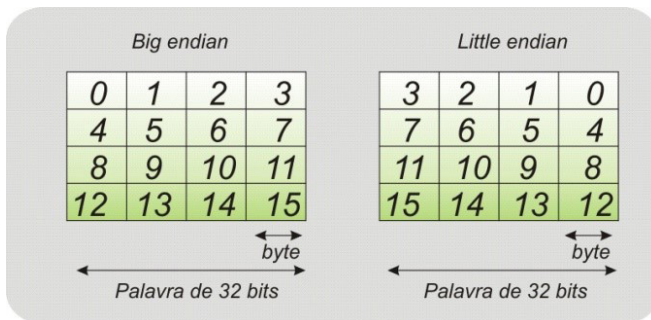 Big endian
0 1 2 3
4 5 6 7
8 9 10 11
12 13 14 15
byte
Palavra de 32 bits
Little endian
3 2 1 0
7 6 5 4
11 10 9 8
15 14 13 12
byte
Palavra de 32 bits